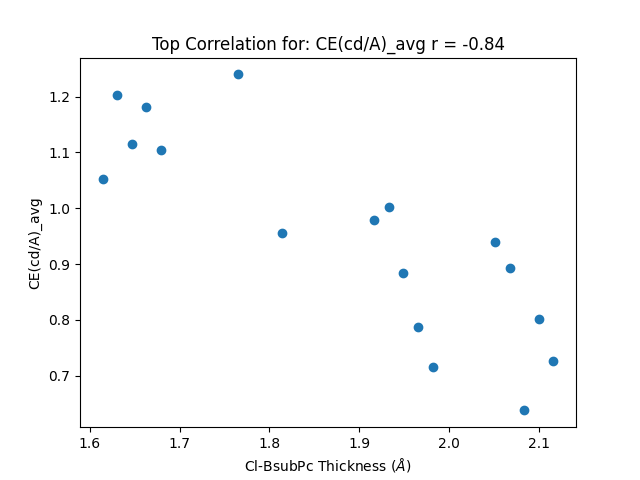 Top Correlation for: CE(cd/A)_avg r = -0.84
CE(cd/A)_avg
1.2
1.1
1.0
0.9
0.8
0.7
1.6 1.7 1.8 1.9 2.0 2.1
Cl-BsubPc Thickness (Å)